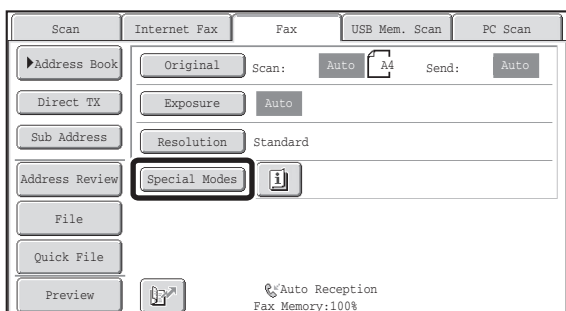 Scan Internet Fax Fax USB Mem. Scan PC Scan
Address Book Original Scan: Auto A4 Send: Auto
Direct TX Exposure Auto
Sub Address Resolution Standard
Address Review Special Modes
File
Quick File
Preview Auto Reception
Fax Memory:100%